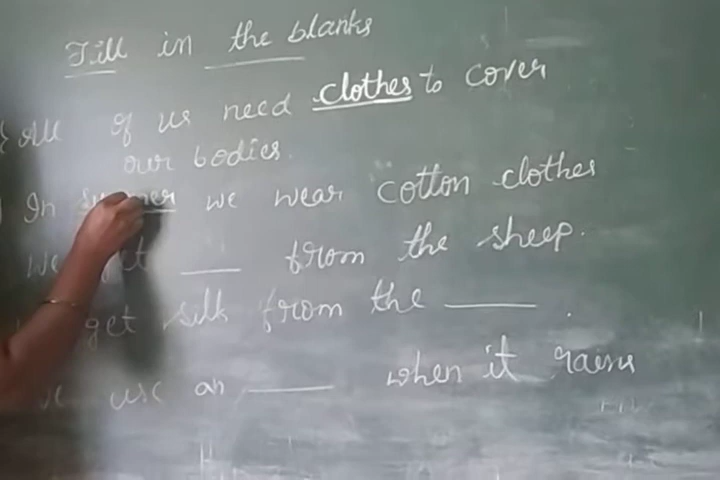 Fill in the blanks
All of us need clothes to cover
our bodies.
In summer we wear cotton clothes
We get ___ from the sheep.
get silk from the ___ .
use an ___ when it rains